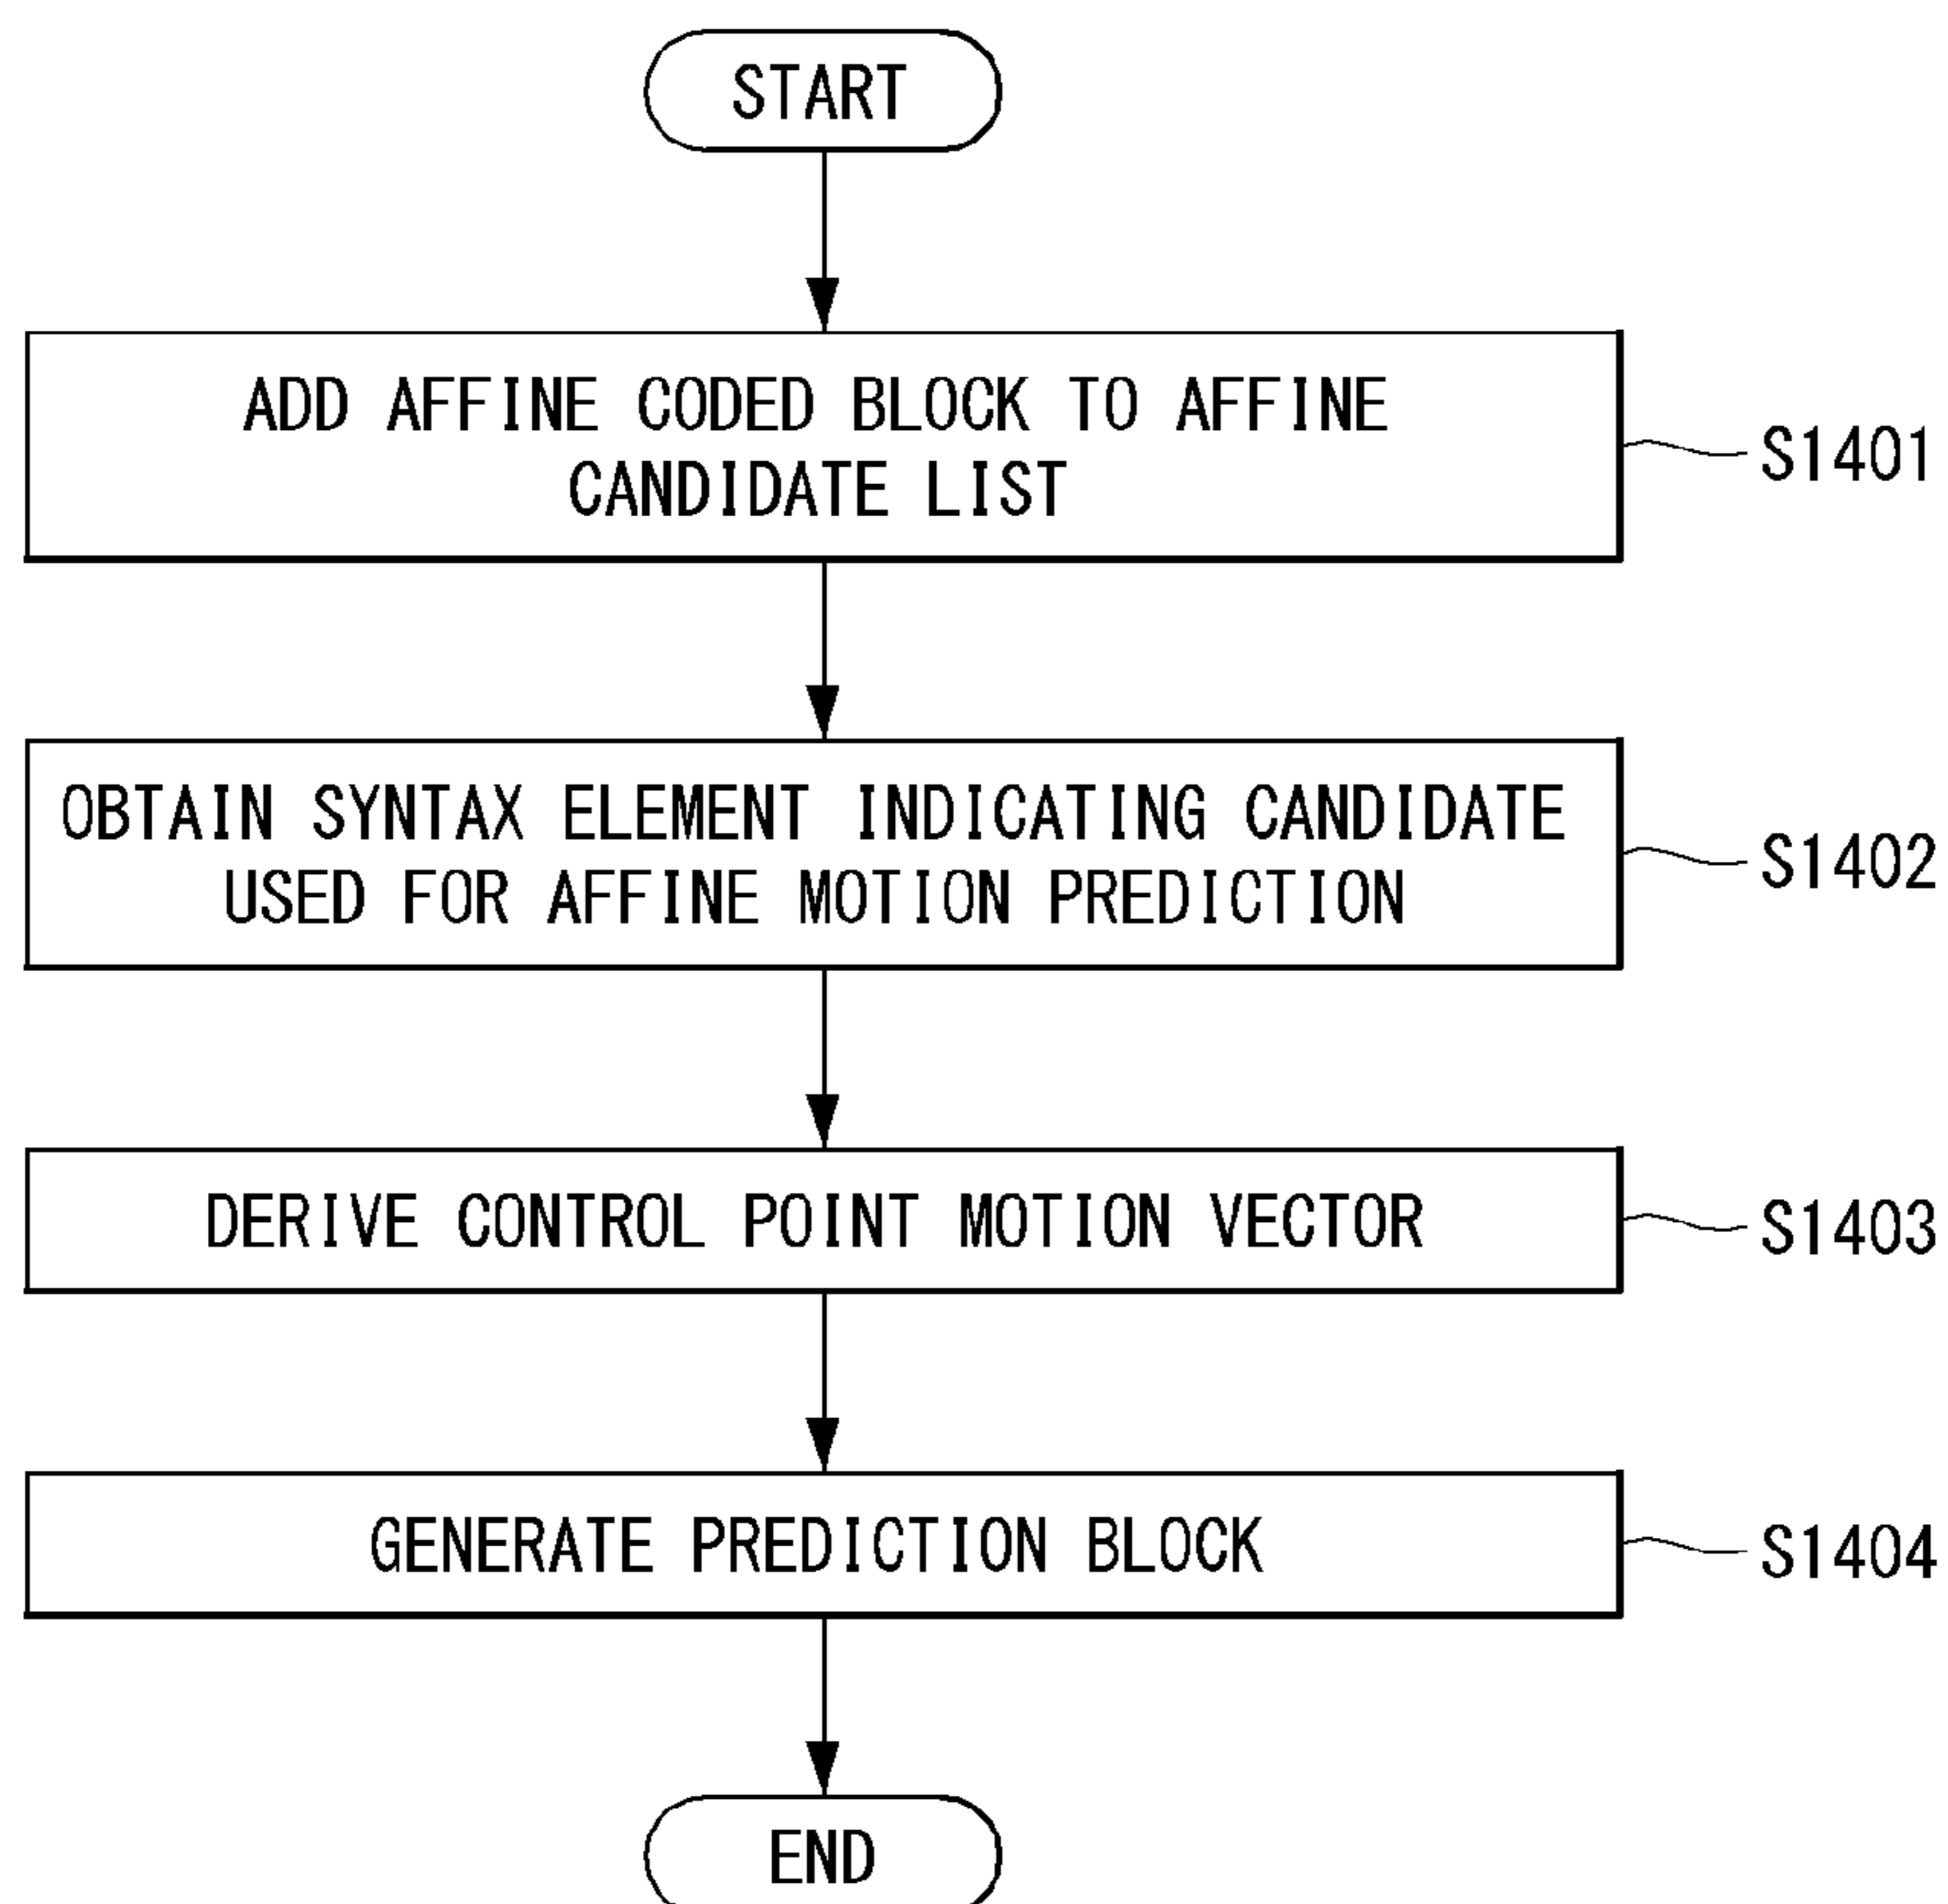 START
ADD AFFINE CODED BLOCK TO AFFINE
CANDIDATE LIST
S1401
OBTAIN SYNTAX ELEMENT INDICATING CANDIDATE
USED FOR AFFINE MOTION PREDICTION
S1402
DERIVE CONTROL POINT MOTION VECTOR
S1403
GENERATE PREDICTION BLOCK
S1404
END